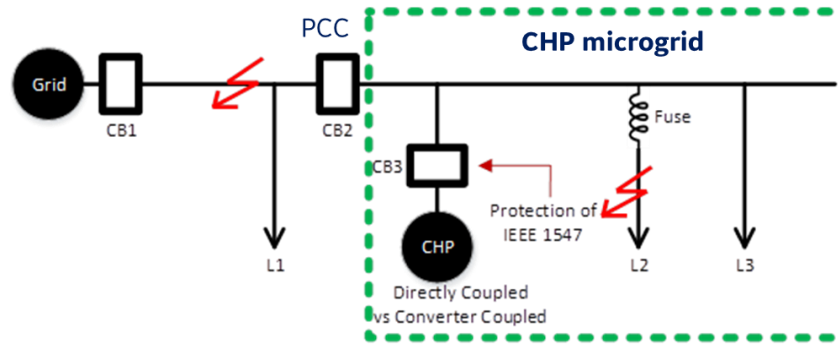 PCC
CHP microgrid
Grid
CB1
CB2
Fuse
CB3
Protection of
IEEE 1547
CHP
L1
L2
L3
Directly Coupled
vs Converter Coupled